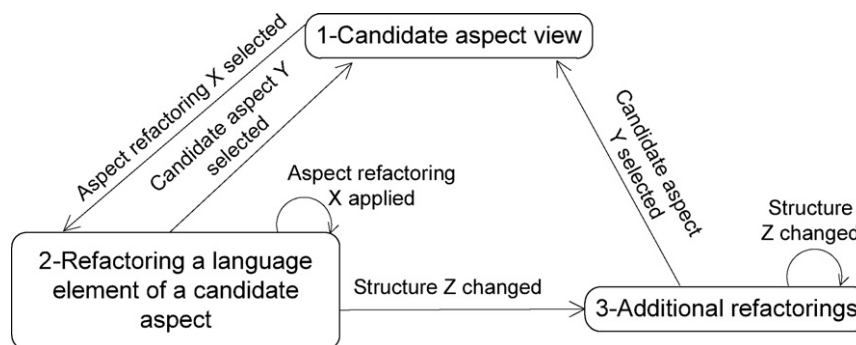 1-Candidate aspect view
Aspect refactoring X selected
Candidate aspect Y
selected
Candidate aspect
Y selected
Aspect refactoring
X applied
Structure
Z changed
2-Refactoring a language
element of a candidate
aspect
Structure Z changed
3-Additional refactorings